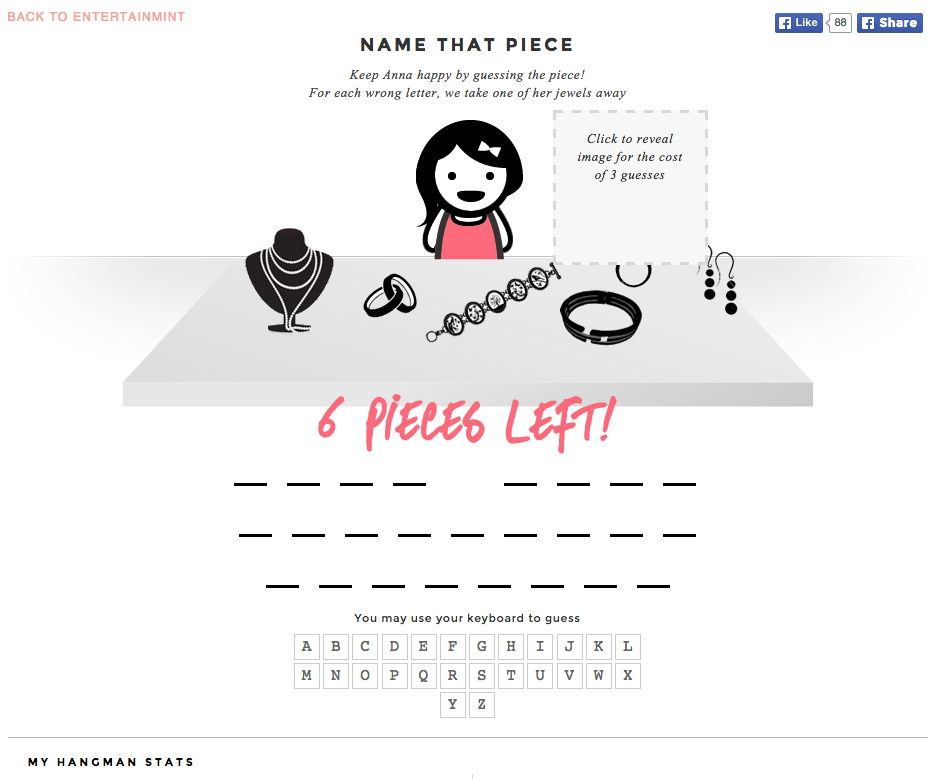 BACK TO ENTERTAINMINT
Like 88 Share
NAME THAT PIECE
Keep Anna happy by guessing the piece!
For each wrong letter, we take one of her jewels away
Click to reveal
image for the cost
of 3 guesses
6 PIECES LEFT!
You may use your keyboard to guess
A B C D E F G H I J K L
M N O P Q R S T U V W X
Y Z
MY HANGMAN STATS